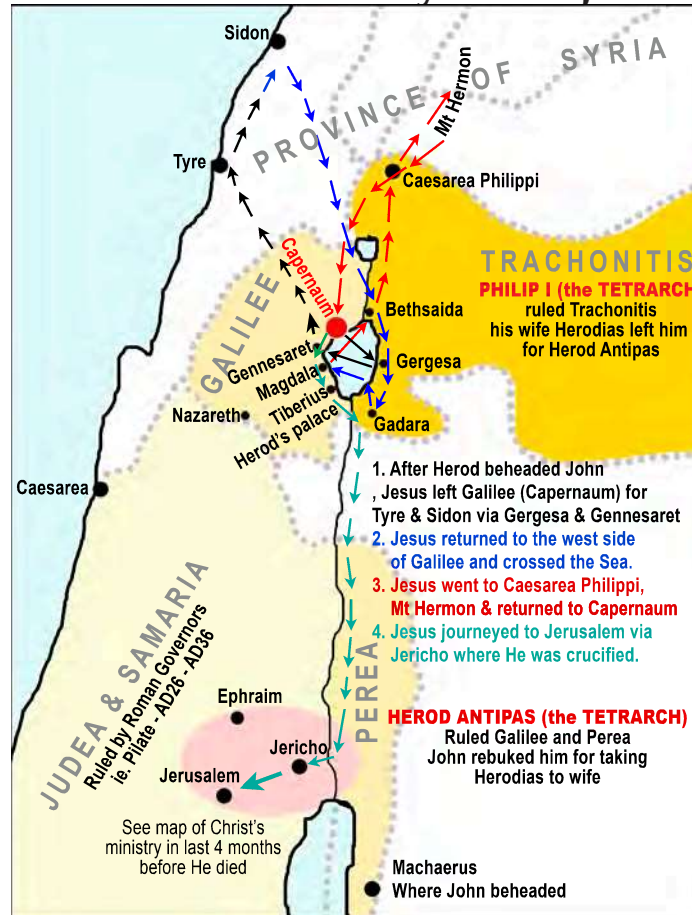 Sidon
PROVINCE OF SYRIA
Mt Hermon
Tyre
Caesarea Philippi
Capernaum
TRACHONITIS
PHILIP I (the TETRARCH)
ruled Trachonitis
his wife Herodias left him
for Herod Antipas
GALILEE
Bethsaida
Gennesaret
Magdala
Tiberius
Herod's palace
Gergesa
Nazareth
Gadara
Caesarea
1. After Herod beheaded John
, Jesus left Galilee (Capernaum) for
Tyre & Sidon via Gergesa & Gennesaret
2. Jesus returned to the west side
of Galilee and crossed the Sea.
3. Jesus went to Caesarea Philippi,
Mt Hermon & returned to Capernaum
4. Jesus journeyed to Jerusalem via
Jericho where He was crucified.
JUDEA & SAMARIA
Ruled by Roman Governors
ie. Pilate - AD26 - AD36
PEREA
Ephraim
Jericho
Jerusalem
HEROD ANTIPAS (the TETRARCH)
Ruled Galilee and Perea
John rebuked him for taking
Herodias to wife
See map of Christ's
ministry in last 4 months
before He died
Machaerus
Where John beheaded